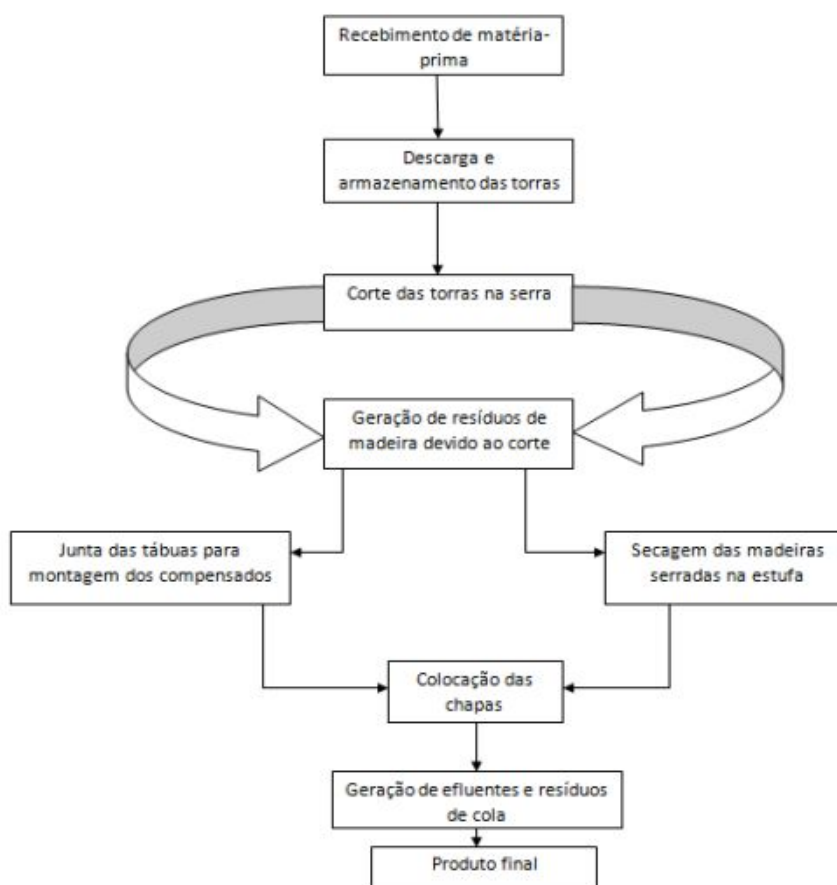 Recebimento de matéria-
prima
Descarga e
armazenamento das torras
Corte das torras na serra
Geração de resíduos de
madeira devido ao corte
Junta das tábuas para
montagem dos compensados
Secagem das madeiras
serradas na estufa
Colocação das
chapas
Geração de efluentes e resíduos
de cola
Produto final